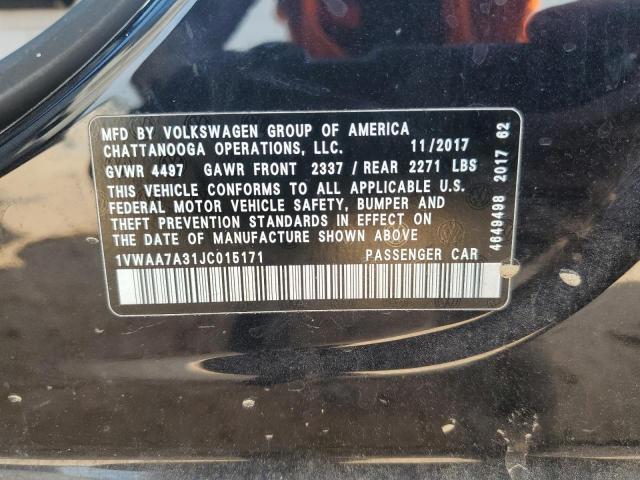 MFD BY VOLKSWAGEN GROUP OF AMERICA
CHATTANOOGA OPERATIONS, LLC. 11/2017
GVWR 4497 GAWR FRONT 2337 / REAR 2271 LBS
THIS VEHICLE CONFORMS TO ALL APPLICABLE U.S.
FEDERAL MOTOR VEHICLE SAFETY, BUMPER AND
THEFT PREVENTION STANDARDS IN EFFECT ON
THE DATE OF MANUFACTURE SHOWN ABOVE
1VWAA7A31JC015171 PASSENGER CAR
4649498 2017 62